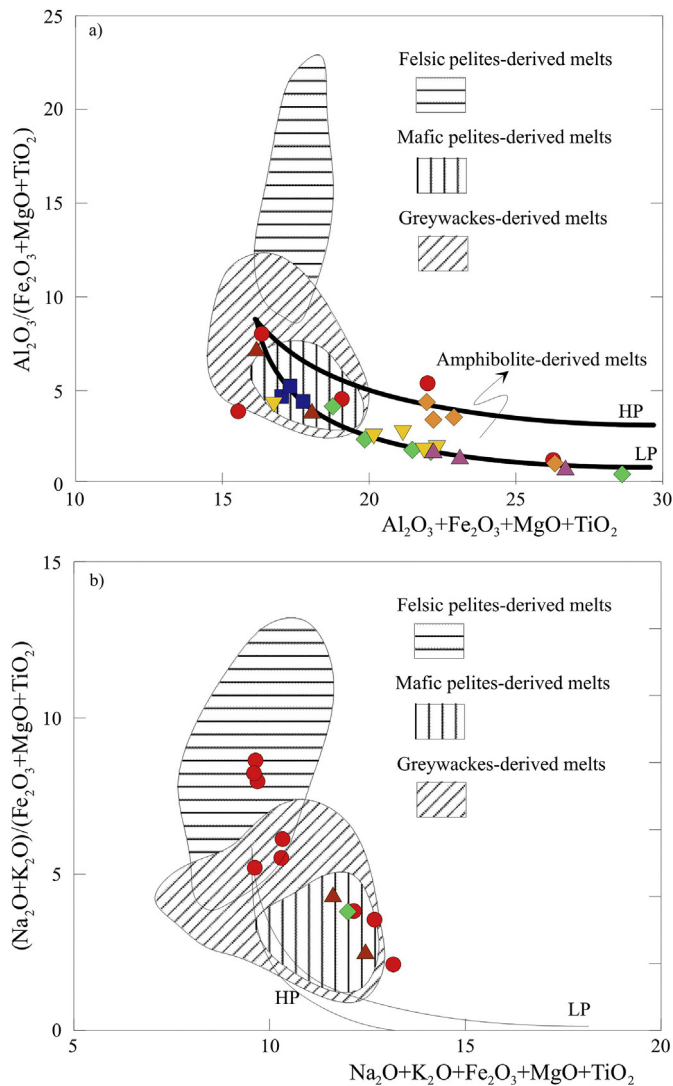 a)
25
20
15
10
5
0
10
15
20
25
30
Al₂O₃/(Fe₂O₃+MgO+TiO₂)
Al₂O₃+Fe₂O₃+MgO+TiO₂
Felsic pelites-derived melts
Mafic pelites-derived melts
Greywackes-derived melts
Amphibolite-derived melts
HP
LP
b)
15
10
5
0
5
10
15
20
(Na₂O+K₂O)/(Fe₂O₃+MgO+TiO₂)
Na₂O+K₂O+Fe₂O₃+MgO+TiO₂
Felsic pelites-derived melts
Mafic pelites-derived melts
Greywackes-derived melts
HP
LP